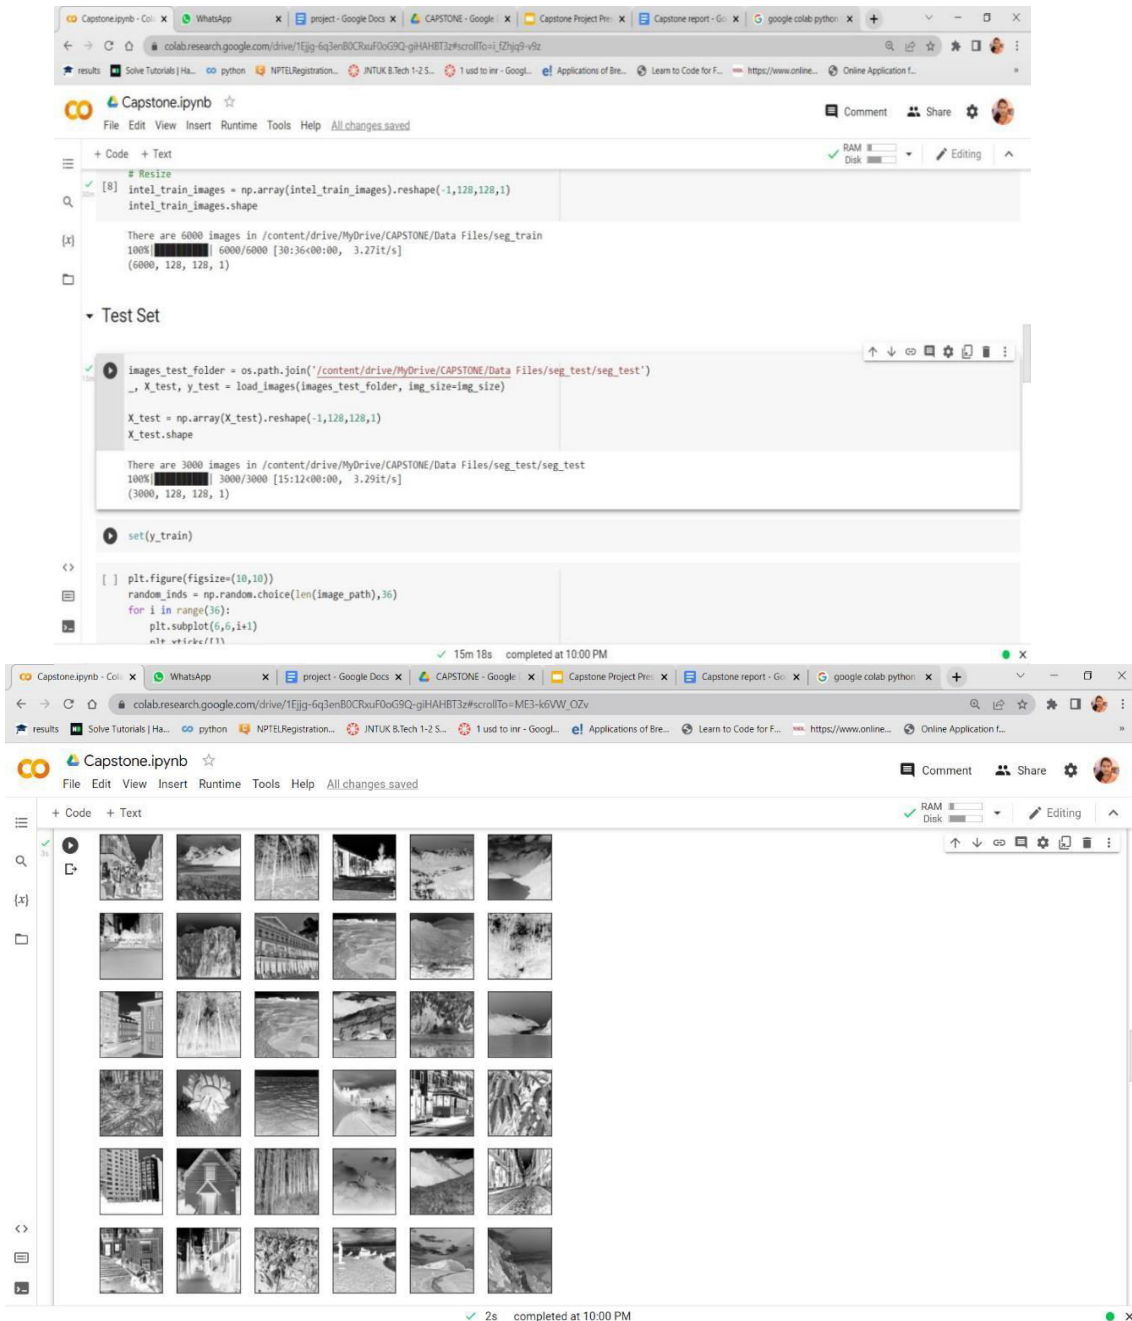 Capstone.ipynb - Col WhatsApp project - Google Docs CAPSTONE - Google Capstone Project Pre Capstone report - Go google colab python
colab.research.google.com/drive/1Ejjg-6q3enB0CRxuF0oG9Q-giHAHBT3z#scrollTo=i_fZhjq9-v9z
results Solve Tutorials | Ha... python NPTELRegistration... JNTUK B.Tech 1-2 S... 1 usd to inr - Googl... Applications of Bre... Learn to Code for F... https://www.online... Online Application f...
Capstone.ipynb
Comment Share
File Edit View Insert Runtime Tools Help All changes saved
+ Code + Text
RAM
Disk
Editing
# Resize
[8] intel_train_images = np.array(intel_train_images).reshape(-1,128,128,1)
intel_train_images.shape
There are 6000 images in /content/drive/MyDrive/CAPSTONE/Data Files/seg_train
100%|██████████| 6000/6000 [30:36<00:00, 3.27it/s]
(6000, 128, 128, 1)
{x}
Test Set
images_test_folder = os.path.join('/content/drive/MyDrive/CAPSTONE/Data Files/seg_test/seg_test')
_, X_test, y_test = load_images(images_test_folder, img_size=img_size)
X_test = np.array(X_test).reshape(-1,128,128,1)
X_test.shape
There are 3000 images in /content/drive/MyDrive/CAPSTONE/Data Files/seg_test/seg_test
100%|██████████| 3000/3000 [15:12<00:00, 3.29it/s]
(3000, 128, 128, 1)
set(y_train)
[ ] plt.figure(figsize=(10,10))
random_inds = np.random.choice(len(image_path),36)
for i in range(36):
plt.subplot(6,6,i+1)
plt.xticks([])
15m 18s completed at 10:00 PM
Capstone.ipynb - Col WhatsApp project - Google Docs CAPSTONE - Google Capstone Project Pre Capstone report - Go google colab python
colab.research.google.com/drive/1Ejjg-6q3enB0CRxuF0oG9Q-giHAHBT3z#scrollTo=ME3-k6VW_OZv
results Solve Tutorials | Ha... python NPTELRegistration... JNTUK B.Tech 1-2 S... 1 usd to inr - Googl... Applications of Bre... Learn to Code for F... https://www.online... Online Application f...
Capstone.ipynb
Comment Share
File Edit View Insert Runtime Tools Help All changes saved
+ Code + Text
RAM
Disk
Editing
3s
{x}
2s completed at 10:00 PM